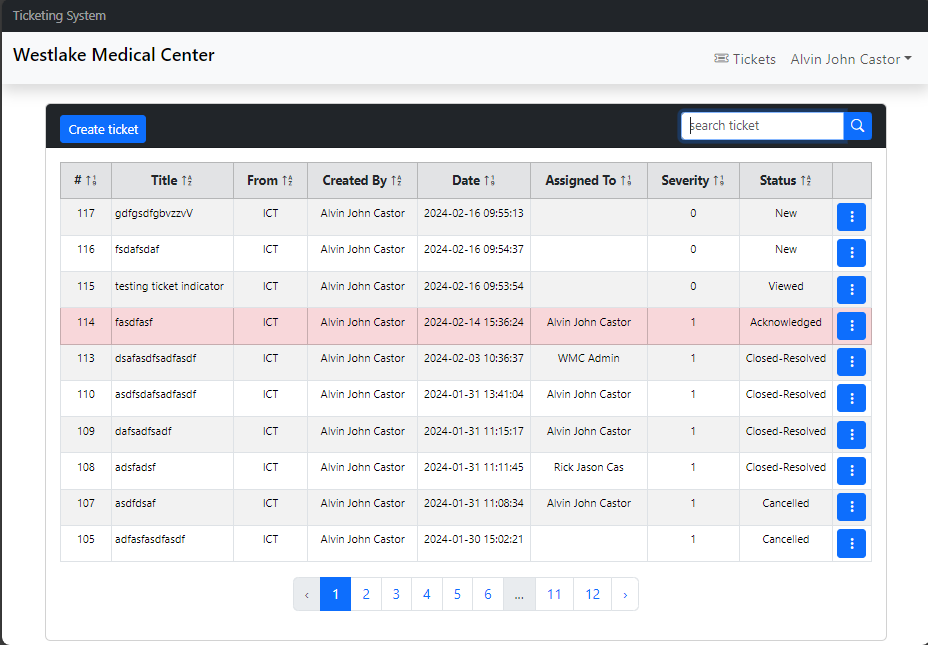 Ticketing System
Westlake Medical Center
Tickets Alvin John Castor
Create ticket search ticket
# Title From Created By Date Assigned To Severity Status
117 gdfgsdfgbvzzvV ICT Alvin John Castor 2024-02-16 09:55:13 0 New
116 fsdafsdaf ICT Alvin John Castor 2024-02-16 09:54:37 0 New
115 testing ticket indicator ICT Alvin John Castor 2024-02-16 09:53:54 0 Viewed
114 fasdfasf ICT Alvin John Castor 2024-02-14 15:36:24 Alvin John Castor 1 Acknowledged
113 dsafasdfsadfasdf ICT Alvin John Castor 2024-02-03 10:36:37 WMC Admin 1 Closed-Resolved
110 asdfsdafsadfasdf ICT Alvin John Castor 2024-01-31 13:41:04 Alvin John Castor 1 Closed-Resolved
109 dafsadfsadf ICT Alvin John Castor 2024-01-31 11:15:17 Alvin John Castor 1 Closed-Resolved
108 adsfadsf ICT Alvin John Castor 2024-01-31 11:11:45 Rick Jason Cas 1 Closed-Resolved
107 asdfdsaf ICT Alvin John Castor 2024-01-31 11:08:34 Alvin John Castor 1 Cancelled
105 adfasfasdfasdf ICT Alvin John Castor 2024-01-30 15:02:21 1 Cancelled
‹ 1 2 3 4 5 6 ... 11 12 ›